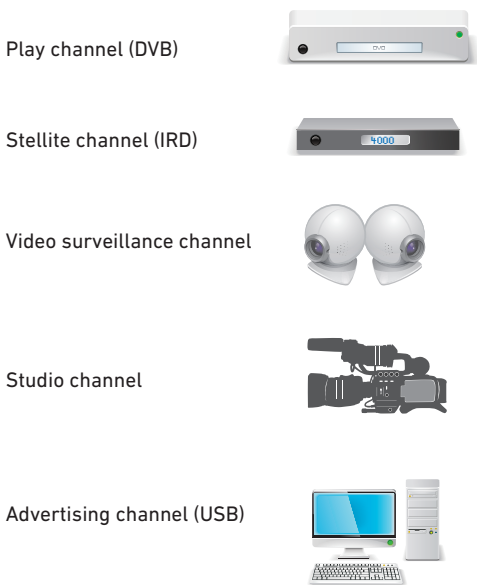 Play channel (DVB)
DVD
Stellite channel (IRD)
4000
Video surveillance channel
Studio channel
Advertising channel (USB)